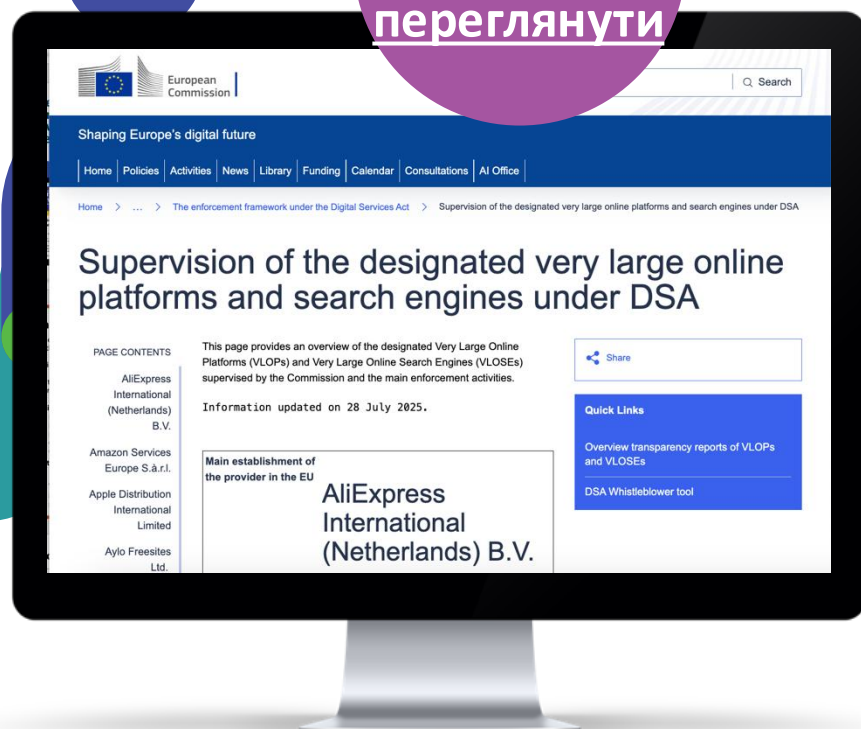 переглянути
European
Commission
Search
Shaping Europe's digital future
Home Policies Activities News Library Funding Calendar Consultations AI Office
Home > ... > The enforcement framework under the Digital Services Act > Supervision of the designated very large online platforms and search engines under DSA
Supervision of the designated very large online
platforms and search engines under DSA
PAGE CONTENTS
AliExpress
International
(Netherlands)
B.V.
Amazon Services
Europe S.à.r.l.
Apple Distribution
International
Limited
Aylo Freesites
Ltd.
This page provides an overview of the designated Very Large Online
Platforms (VLOPs) and Very Large Online Search Engines (VLOSEs)
supervised by the Commission and the main enforcement activities.
Information updated on 28 July 2025.
Main establishment of
the provider in the EU
AliExpress
International
(Netherlands) B.V.
Share
Quick Links
Overview transparency reports of VLOPs
and VLOSEs
DSA Whistleblower tool